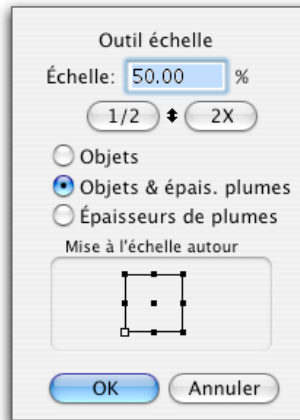 Outil échelle
Échelle: 50.00 %
1/2 2X
Objets
Objets & épais. plumes
Épaisseurs de plumes
Mise à l'échelle autour
OK Annuler